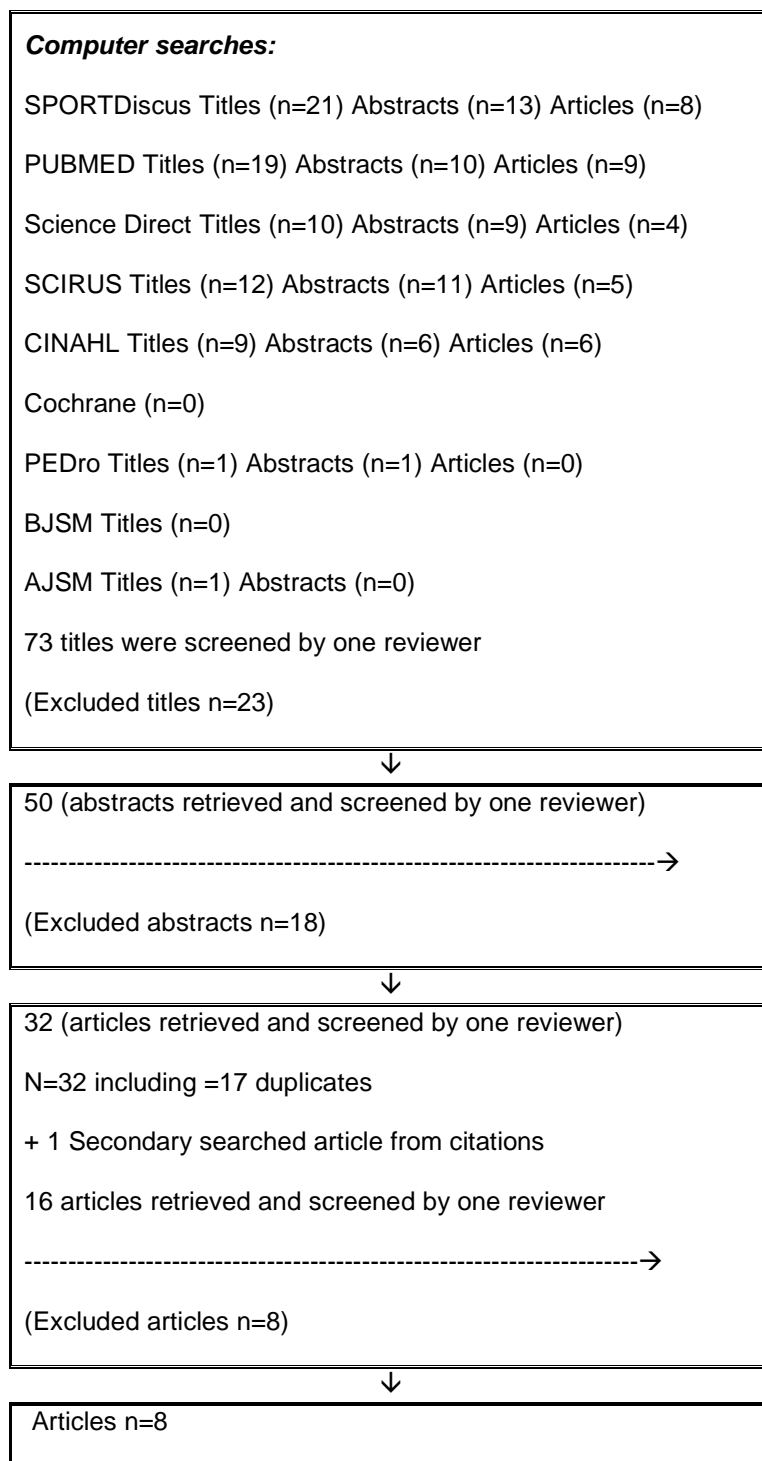 Computer searches:
SPORTDiscus Titles (n=21) Abstracts (n=13) Articles (n=8)
PUBMED Titles (n=19) Abstracts (n=10) Articles (n=9)
Science Direct Titles (n=10) Abstracts (n=9) Articles (n=4)
SCIRUS Titles (n=12) Abstracts (n=11) Articles (n=5)
CINAHL Titles (n=9) Abstracts (n=6) Articles (n=6)
Cochrane (n=0)
PEDro Titles (n=1) Abstracts (n=1) Articles (n=0)
BJSM Titles (n=0)
AJSM Titles (n=1) Abstracts (n=0)
73 titles were screened by one reviewer
(Excluded titles n=23)
↓
50 (abstracts retrieved and screened by one reviewer)
------------------------------------------------------------------------→
(Excluded abstracts n=18)
↓
32 (articles retrieved and screened by one reviewer)
N=32 including =17 duplicates
+ 1 Secondary searched article from citations
16 articles retrieved and screened by one reviewer
----------------------------------------------------------------------→
(Excluded articles n=8)
↓
Articles n=8